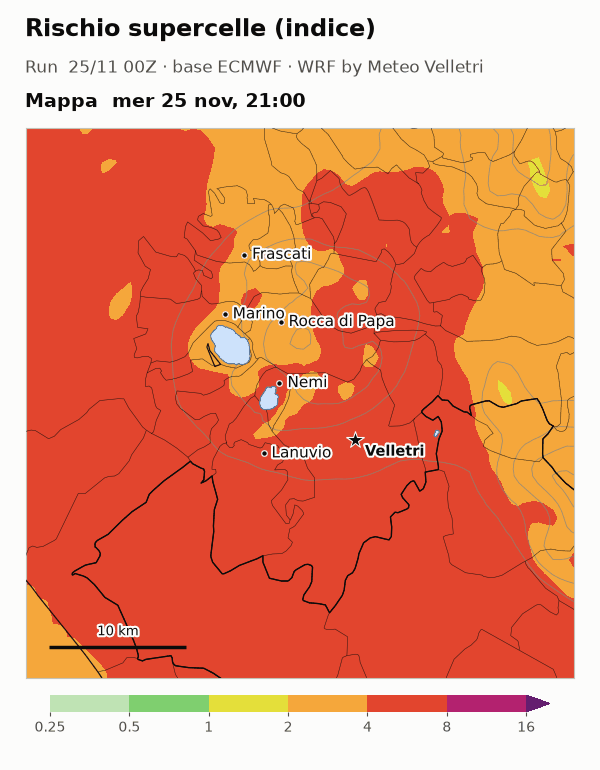 Rischio supercelle (indice)
Run  25/11 00Z · base ECMWF · WRF by Meteo Velletri
Mappa  mer 25 nov, 21:00
Frascati
Marino
Rocca di Papa
Nemi
Velletri
Lanuvio
10 km
0.25 0.5 1 2 4 8 16